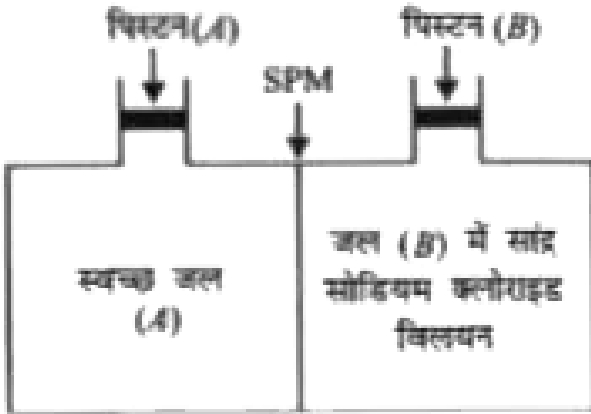 पिस्टन(A)
पिस्टन (B)
SPM
स्वच्छ जल
(A)
जल (B) में सांद्र
सोडियम क्लोराइड
विलयन